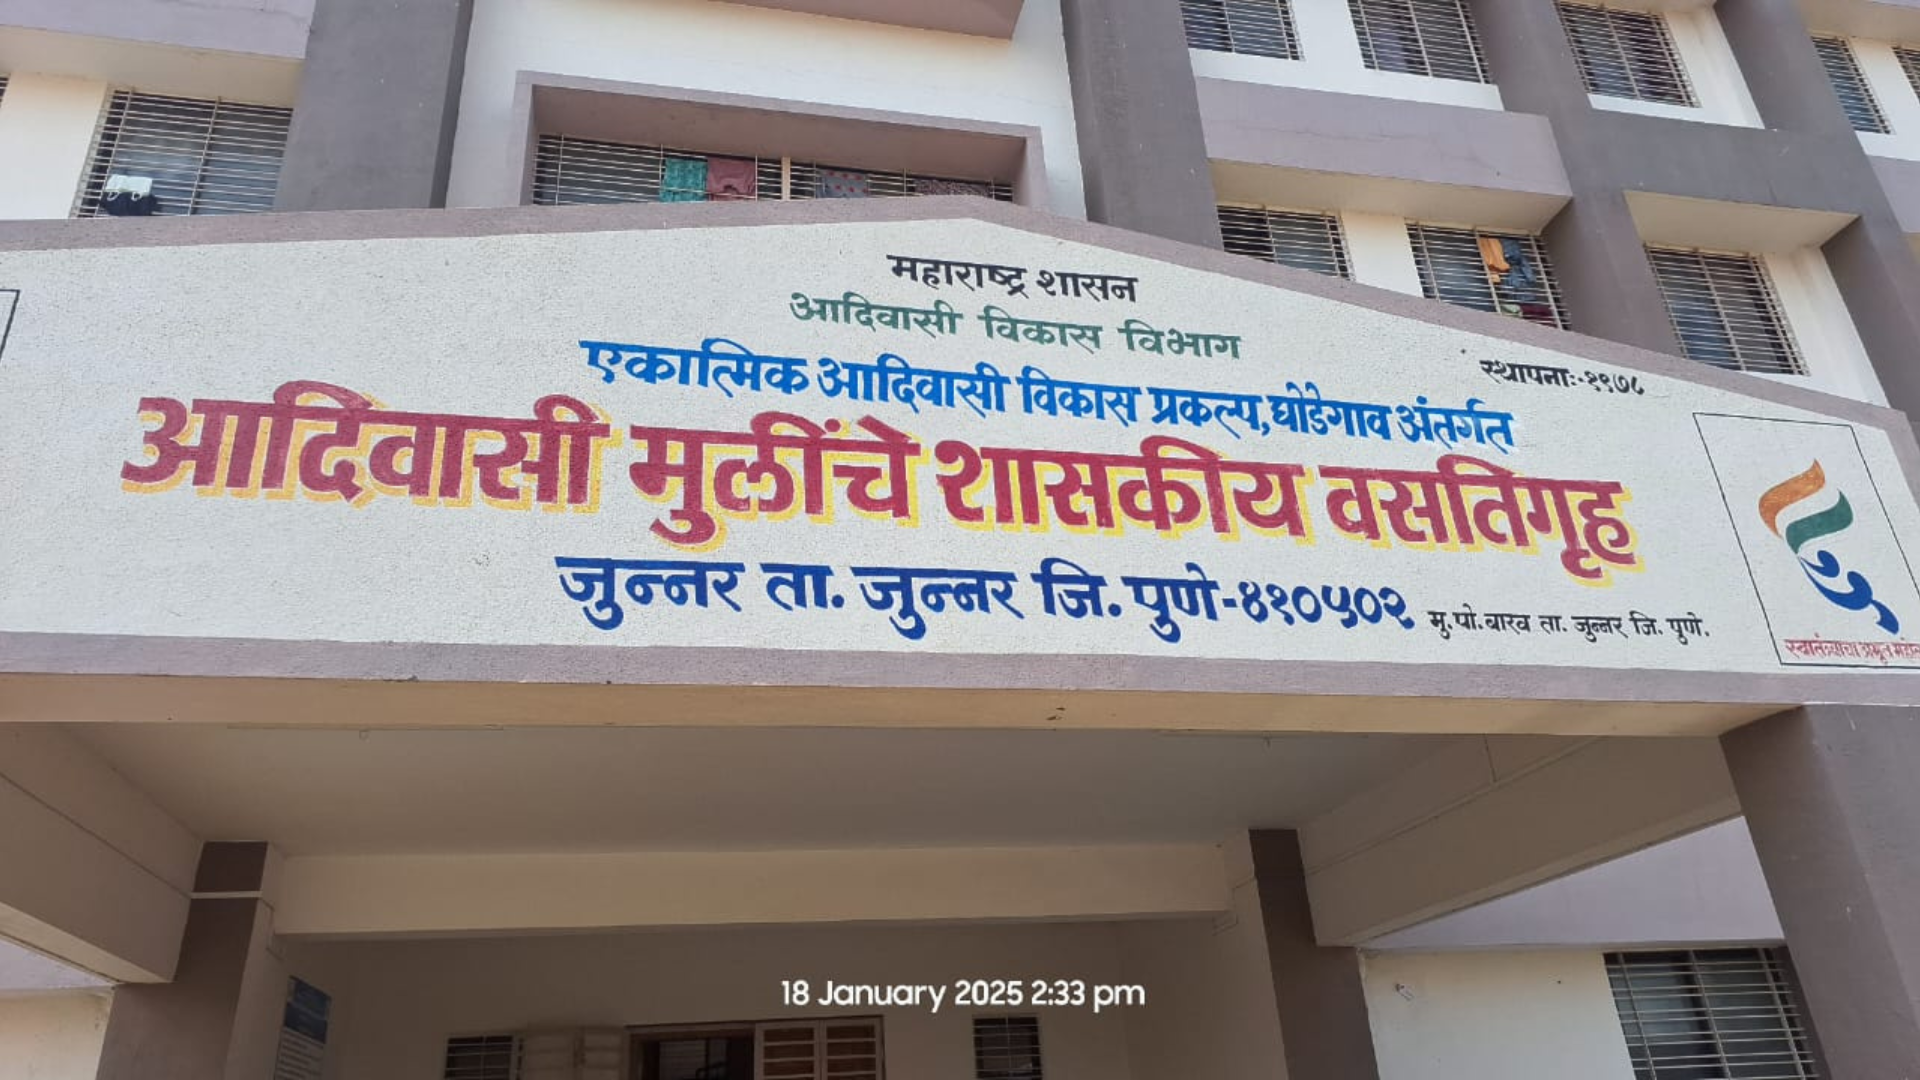 महाराष्ट्र शासन
आदिवासी विकास विभाग
एकात्मिक आदिवासी विकास प्रकल्प,घोडेगाव अंतर्गत
स्थापनाः-१९७८
आदिवासी मुलींचे शासकीय वसतिगृह
जुन्नर ता. जुन्नर जि. पुणे-४१०५०२
मु.पो.बारव ता. जुन्नर जि. पुणे.
स्वातंत्र्याचा अमृत
18 January 2025 2:33 pm